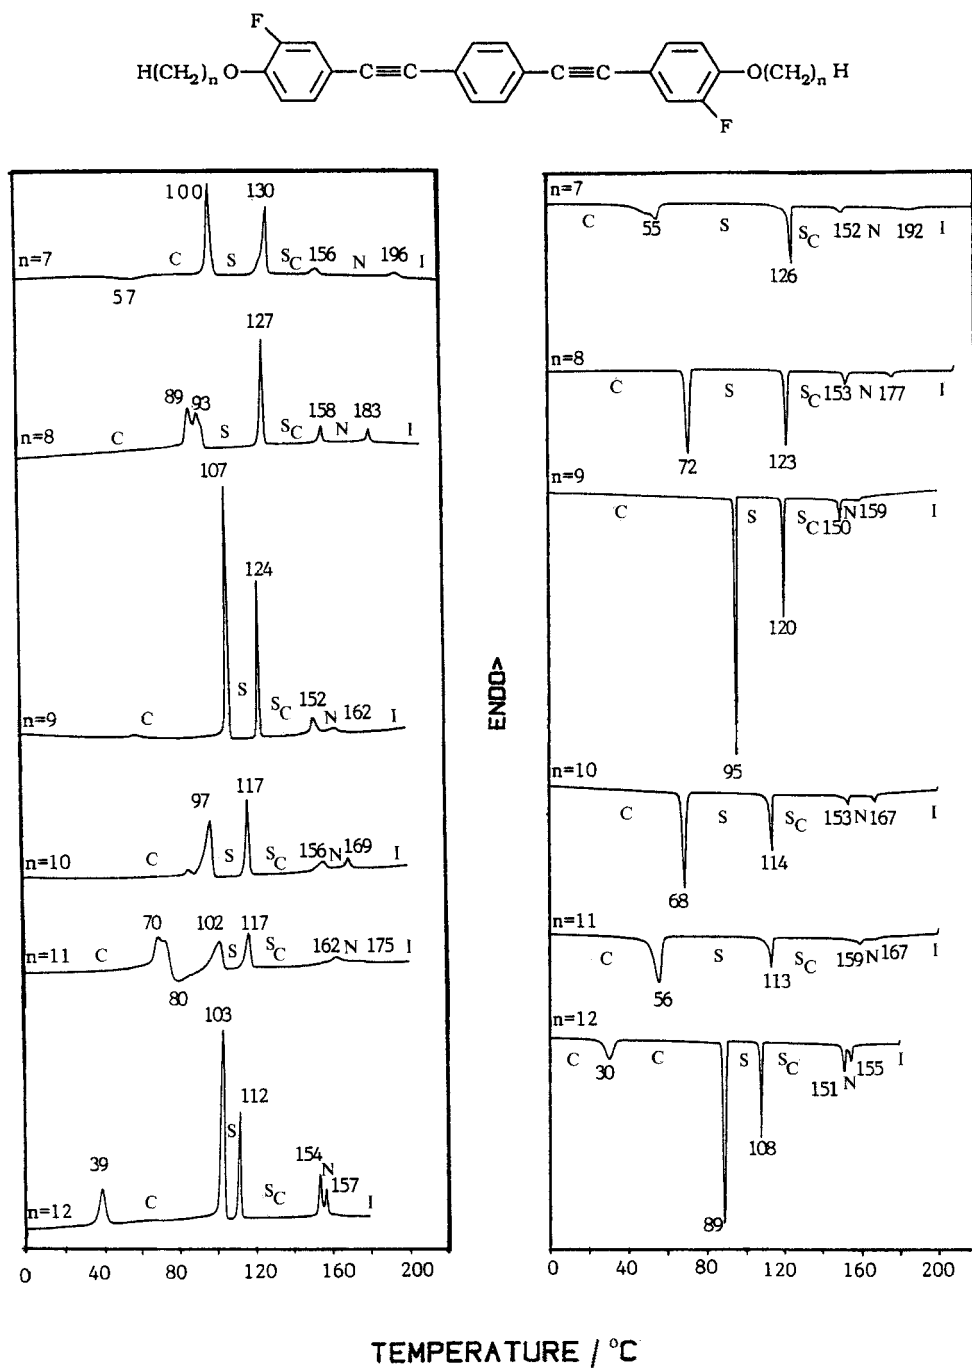 F
H(CH2)n O C≡C C≡C O(CH2)n H
F
100 130
n=7 C S SC 156 N 196 I
57
127
89 93
n=8 C S SC 158 N 183 I
107
124
n=9 C S SC 152 N 162 I
97 117
n=10 C S SC 156 N 169 I
70 102 117
n=11 C S SC 162 N 175 I
80
103
112
39 S 154 N 157
n=12 C SC I
0 40 80 120 160 200
ENDO>
n=7
C 55 S SC 152 N 192 I
126
n=8
C S SC 153 N 177 I
72 123
n=9
C S SC 150 N 159 I
120
95
n=10
C S SC 153 N 167 I
68 114
n=11
C S SC 159 N 167 I
56 113
n=12
C 30 C S SC 151 N 155 I
108
89
0 40 80 120 160 200
TEMPERATURE / °C